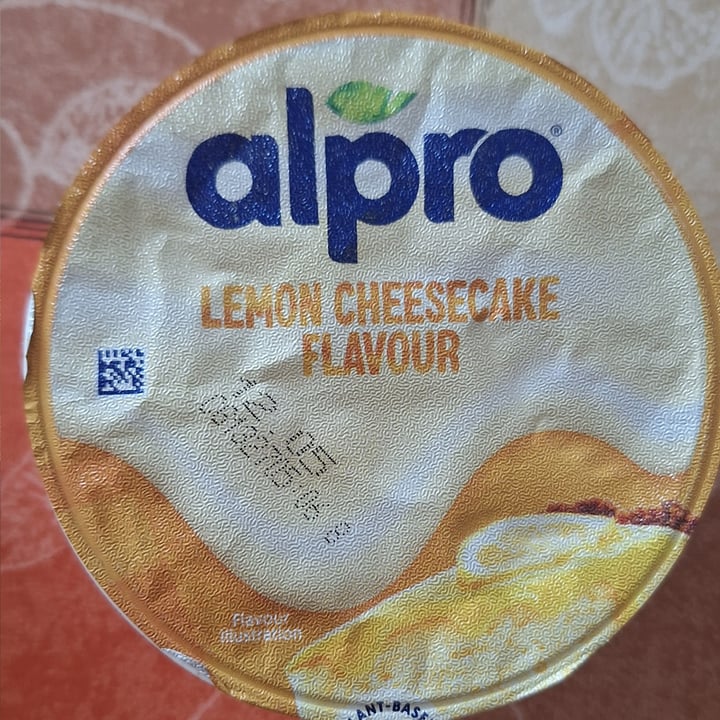 alpro®
LEMON CHEESECAKE
FLAVOUR
Flavour
illustration